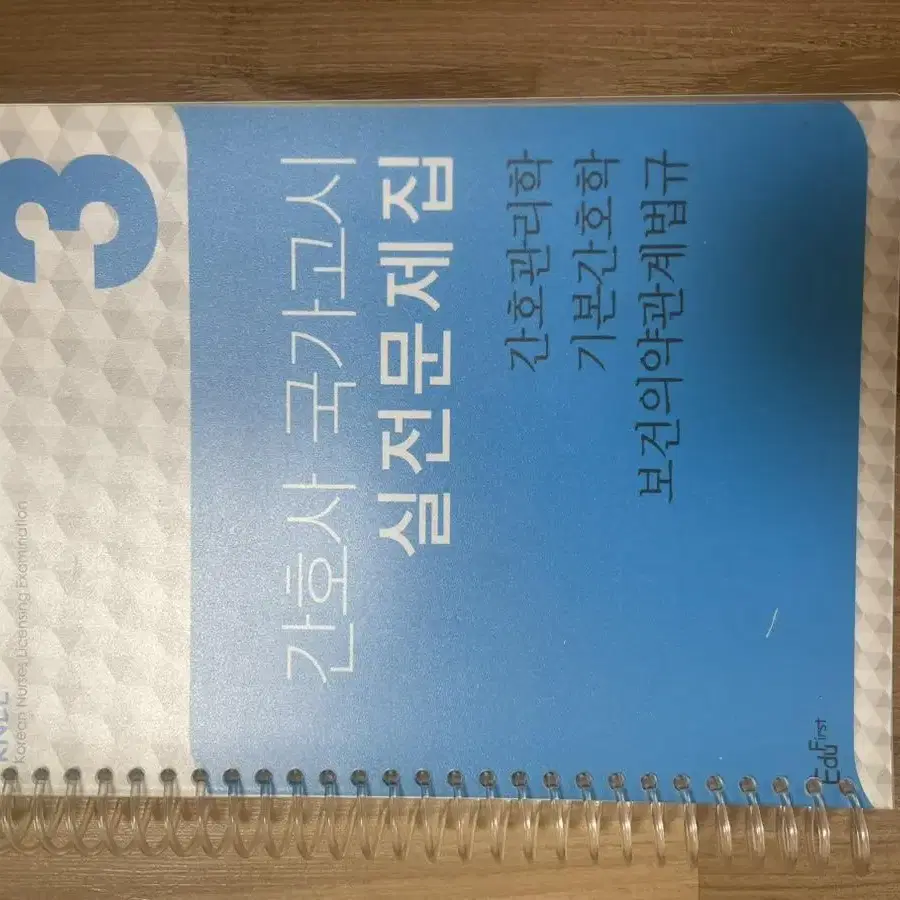 3
Korean Nurses Licensing Examination
간호사 국가고시
실전문제집
간호관리학
기본간호학
보건의약관계법규
EduFirst